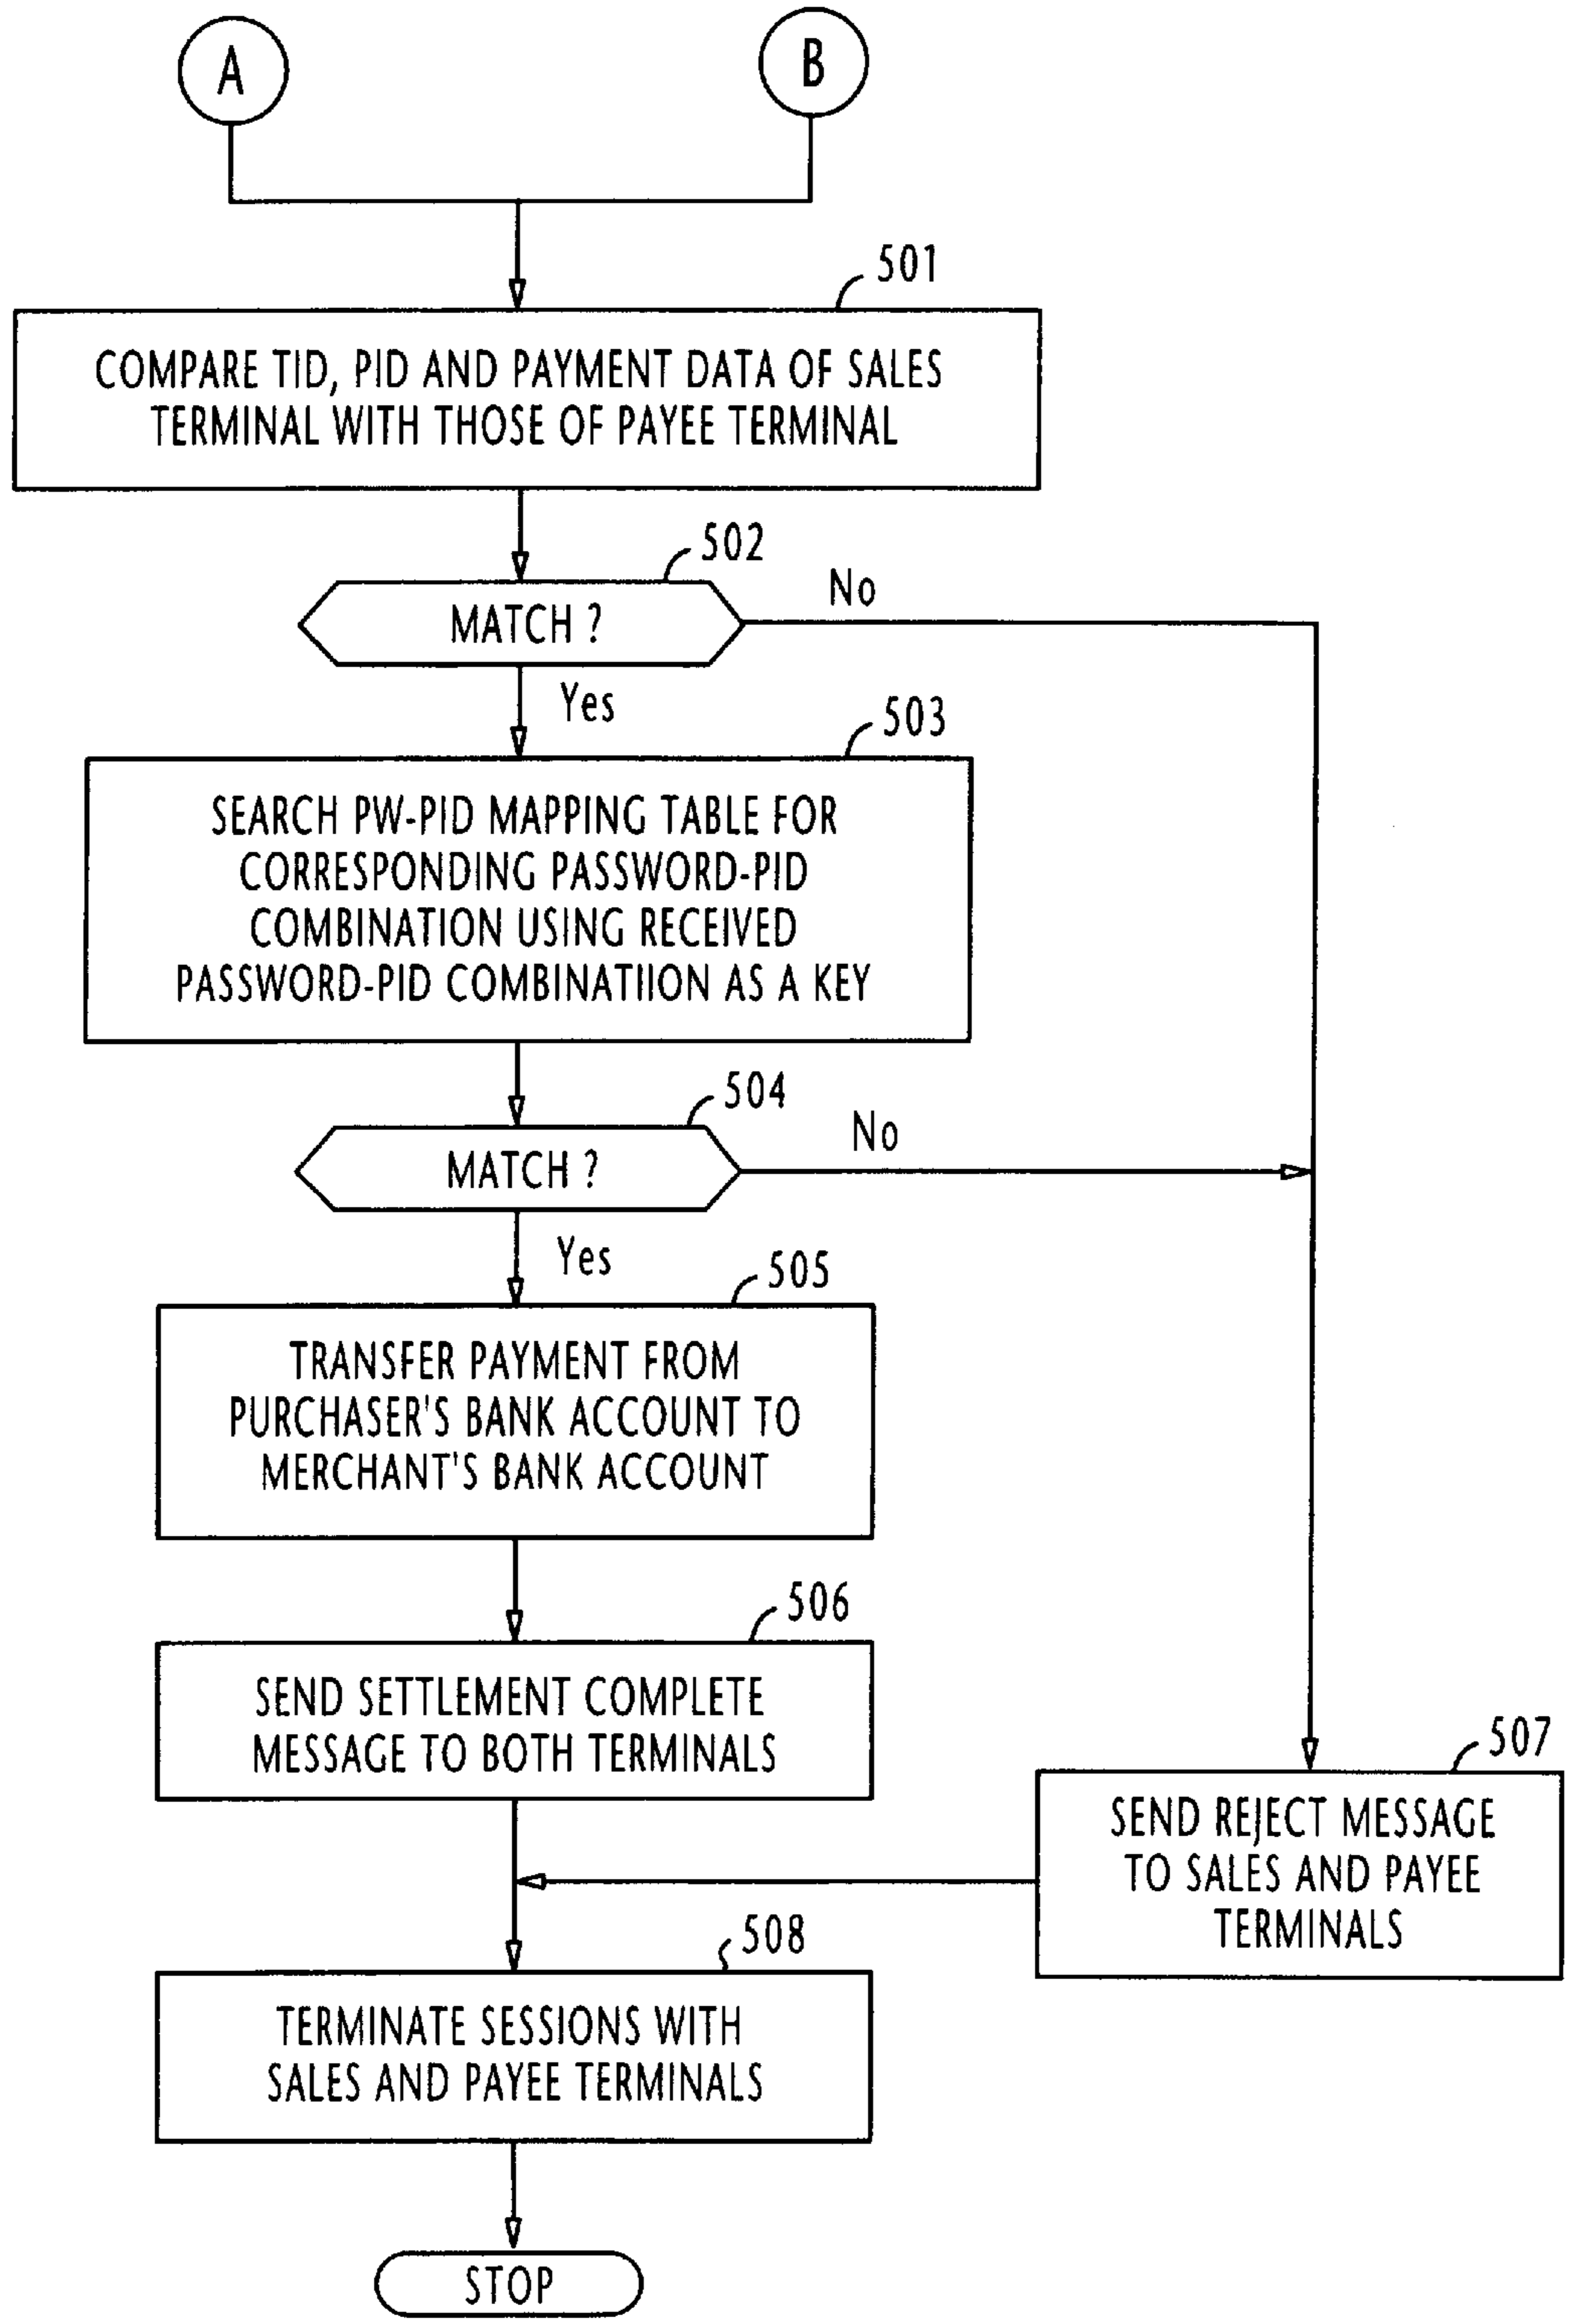 A
B
501
COMPARE TID, PID AND PAYMENT DATA OF SALES
TERMINAL WITH THOSE OF PAYEE TERMINAL
502
MATCH ?
No
Yes
503
SEARCH PW-PID MAPPING TABLE FOR
CORRESPONDING PASSWORD-PID
COMBINATION USING RECEIVED
PASSWORD-PID COMBINATIION AS A KEY
504
MATCH ?
No
Yes
505
TRANSFER PAYMENT FROM
PURCHASER'S BANK ACCOUNT TO
MERCHANT'S BANK ACCOUNT
506
SEND SETTLEMENT COMPLETE
MESSAGE TO BOTH TERMINALS
507
SEND REJECT MESSAGE
TO SALES AND PAYEE
TERMINALS
508
TERMINATE SESSIONS WITH
SALES AND PAYEE TERMINALS
STOP